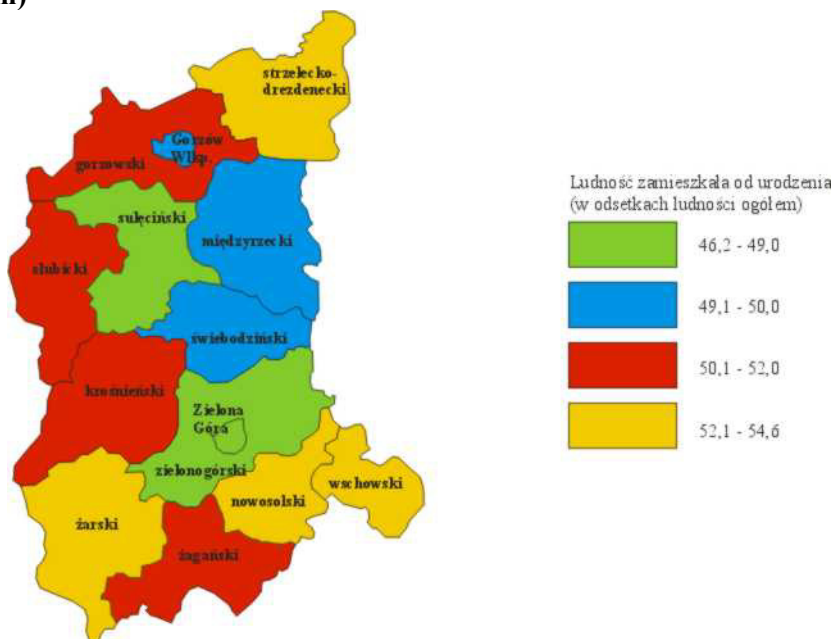 strzelecko-
drezdenecki
Gorzów
Wlkp.
gorzowski
sulęciński
międzyrzecki
słubicki
świebodziński
krośnieński
Zielona
Góra
zielonogórski
wschowski
nowosolski
żarski
żagański
Ludność zamieszkała od urodzenia
(w odsetkach ludności ogółem)
46,2 - 49,0
49,1 - 50,0
50,1 - 52,0
52,1 - 54,6